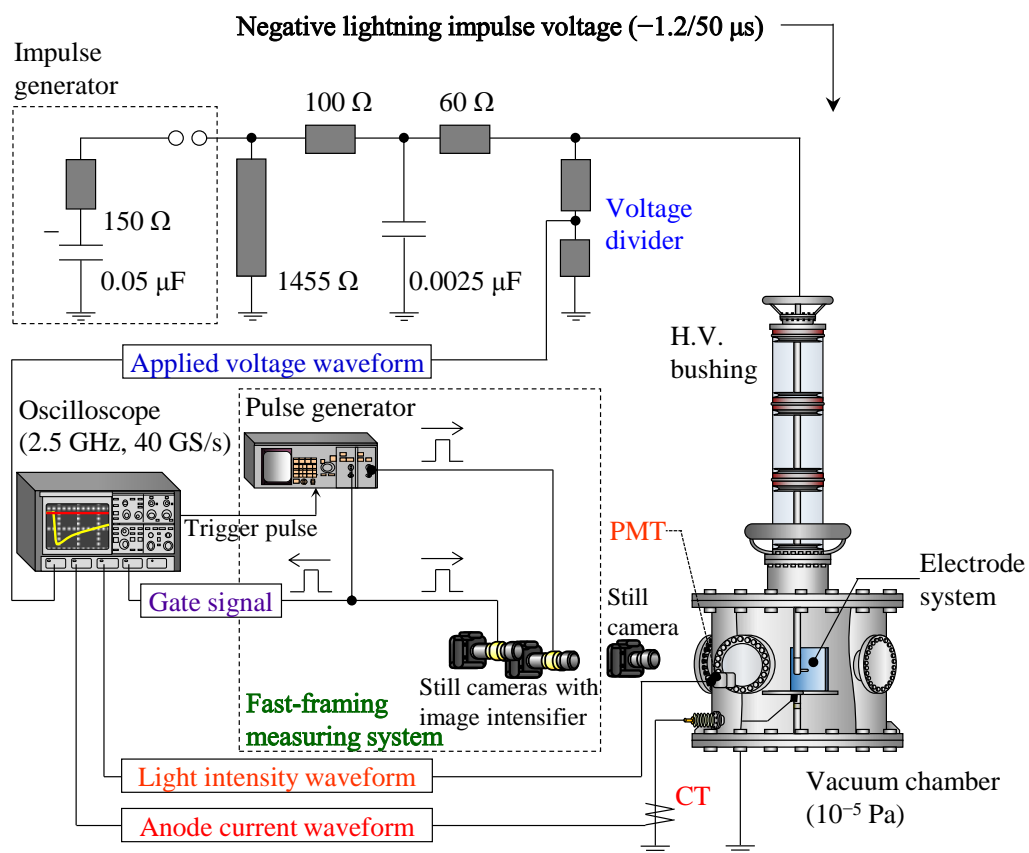 Negative lightning impulse voltage (−1.2/50 μs)
Impulse
generator
100 Ω
60 Ω
150 Ω
−
0.05 μF
1455 Ω
0.0025 μF
Voltage
divider
H.V.
bushing
Applied voltage waveform
Oscilloscope
(2.5 GHz, 40 GS/s)
Pulse generator
Trigger pulse
PMT
Electrode
system
Gate signal
Still
camera
Still cameras with
image intensifier
Fast-framing
measuring system
Light intensity waveform
CT
Vacuum chamber
(10⁻⁵ Pa)
Anode current waveform